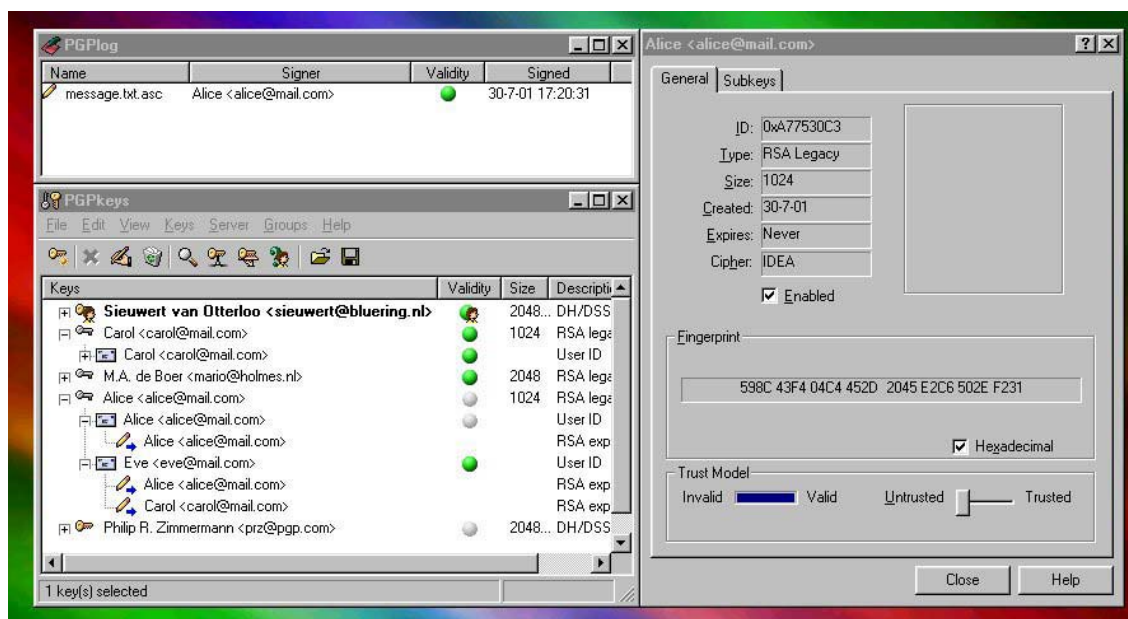 PGPlog
Name Signer Validity Signed
message.txt.asc Alice <alice@mail.com> 30-7-01 17:20:31
PGPkeys
File Edit View Keys Server Groups Help
Keys Validity Size Descripti
Sieuwert van Otterloo <sieuwert@bluering.nl> 2048... DH/DSS
Carol <carol@mail.com> 1024 RSA lega
Carol <carol@mail.com> User ID
M.A. de Boer <mario@holmes.nl> 2048 RSA lega
Alice <alice@mail.com> 1024 RSA lega
Alice <alice@mail.com> User ID
Alice <alice@mail.com> RSA exp
Eve <eve@mail.com> User ID
Alice <alice@mail.com> RSA exp
Carol <carol@mail.com> RSA exp
Philip R. Zimmermann <prz@pgp.com> 2048... DH/DSS
1 key(s) selected
Alice <alice@mail.com>
General Subkeys
ID: 0xA77530C3
Type: RSA Legacy
Size: 1024
Created: 30-7-01
Expires: Never
Cipher: IDEA
Enabled
Fingerprint
598C 43F4 04C4 452D 2045 E2C6 502E F231
Hexadecimal
Trust Model
Invalid Valid Untrusted Trusted
Close Help